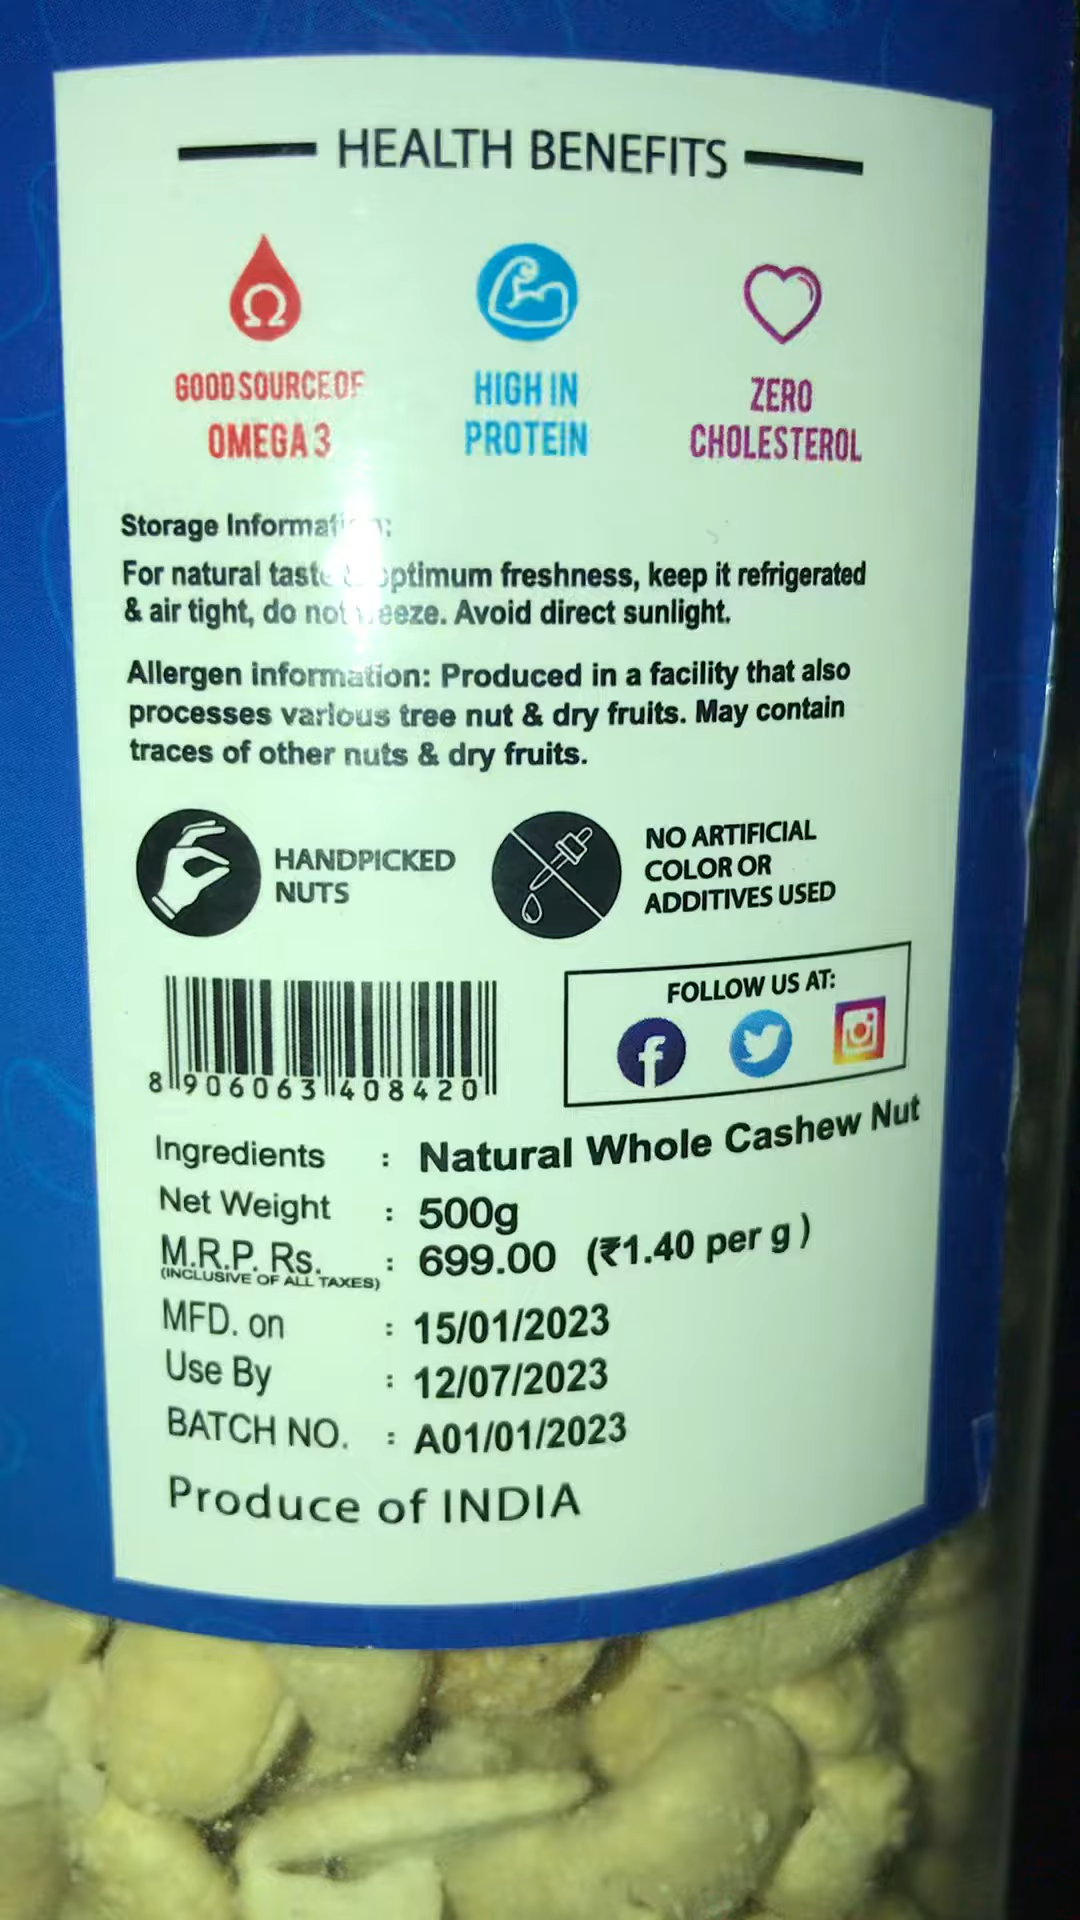 HEALTH BENEFITS
GOOD SOURCE OF
OMEGA 3
HIGH IN
PROTEIN
ZERO
CHOLESTEROL
Storage Information:
For natural taste & optimum freshness, keep it refrigerated
& air tight, do not freeze. Avoid direct sunlight.
Allergen information: Produced in a facility that also
processes various tree nut & dry fruits. May contain
traces of other nuts & dry fruits.
HANDPICKED
NUTS
NO ARTIFICIAL
COLOR OR
ADDITIVES USED
8 906063 408420
FOLLOW US AT:
Ingredients : Natural Whole Cashew Nut
Net Weight : 500g
M.R.P. Rs. : 699.00 (₹1.40 per g )
(INCLUSIVE OF ALL TAXES)
MFD. on : 15/01/2023
Use By : 12/07/2023
BATCH NO. : A01/01/2023
Produce of INDIA